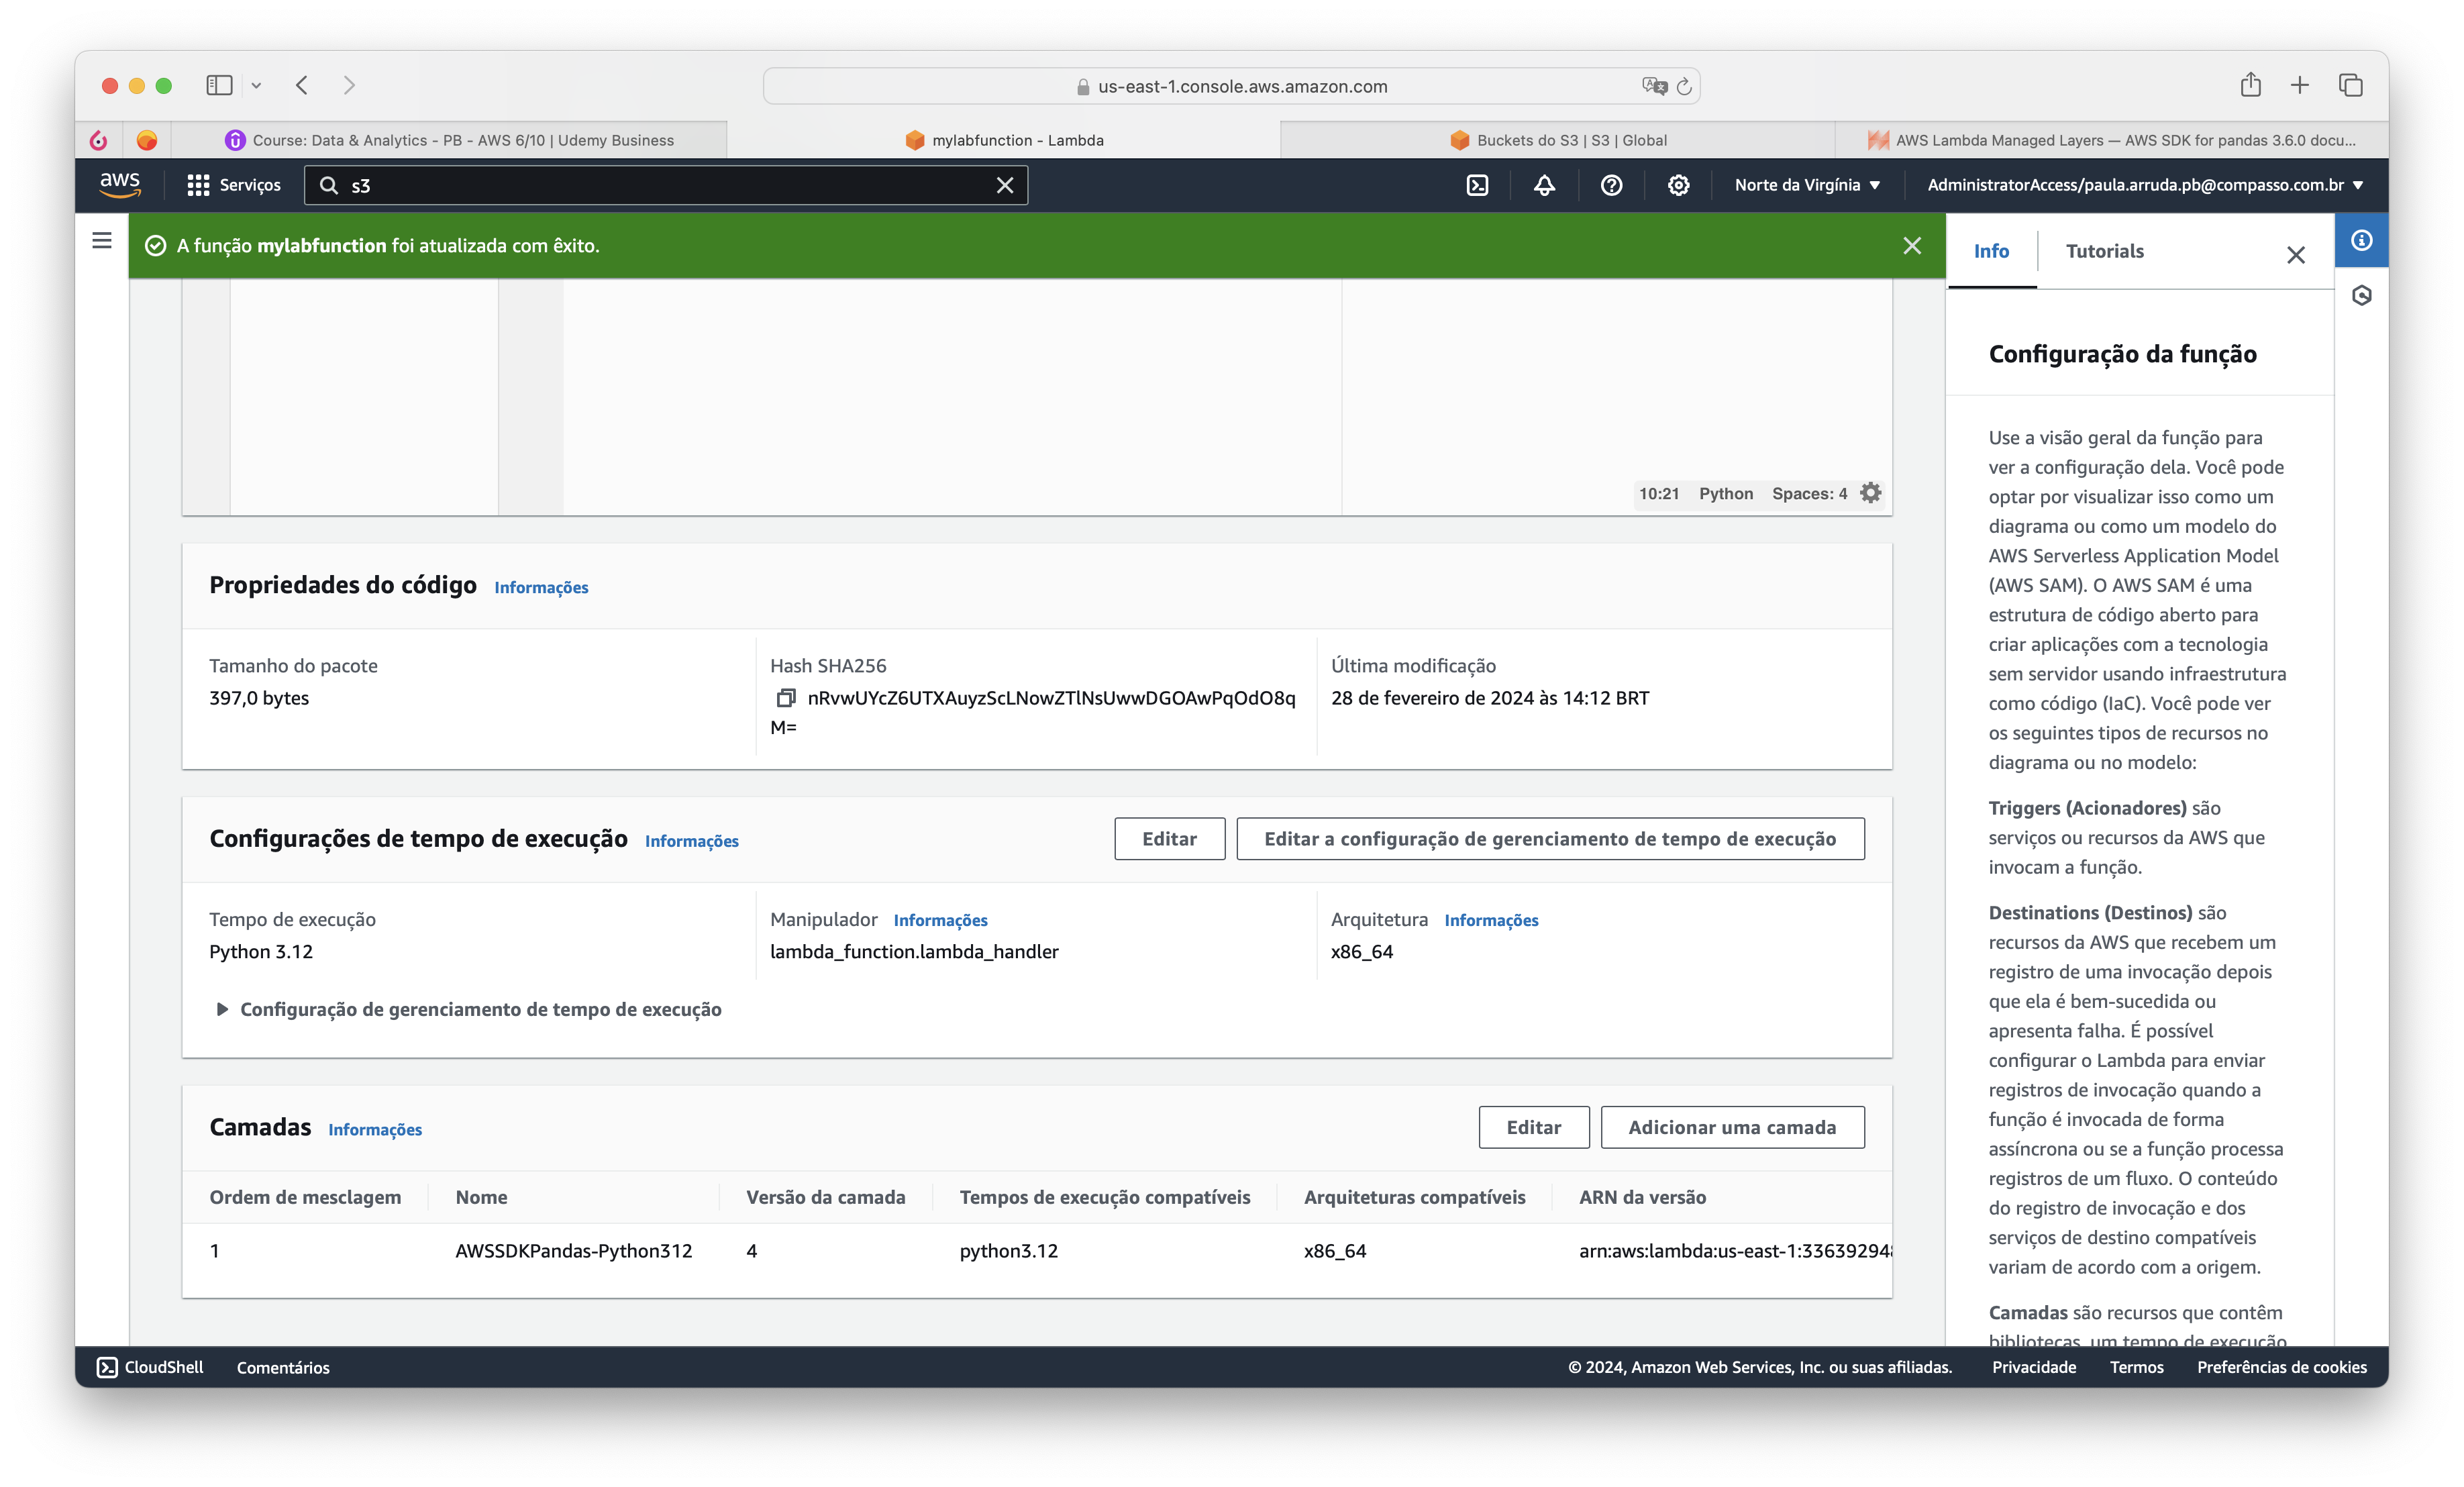 us-east-1.console.aws.amazon.com
Course: Data & Analytics - PB - AWS 6/10 | Udemy Business
mylabfunction - Lambda
Buckets do S3 | S3 | Global
AWS Lambda Managed Layers — AWS SDK for pandas 3.6.0 docu...
aws
Serviços
s3
Norte da Virgínia
AdministratorAccess/paula.arruda.pb@compasso.com.br
A função mylabfunction foi atualizada com êxito.
10:21 Python Spaces: 4
Propriedades do código Informações
Tamanho do pacote
397,0 bytes
Hash SHA256
nRvwUYcZ6UTXAuyzScLNowZTlNsUwwDGOAwPqOdO8q
M=
Última modificação
28 de fevereiro de 2024 às 14:12 BRT
Configurações de tempo de execução Informações
Editar
Editar a configuração de gerenciamento de tempo de execução
Tempo de execução
Python 3.12
Manipulador Informações
lambda_function.lambda_handler
Arquitetura Informações
x86_64
Configuração de gerenciamento de tempo de execução
Camadas Informações
Editar
Adicionar uma camada
Ordem de mesclagem Nome Versão da camada Tempos de execução compatíveis Arquiteturas compatíveis ARN da versão
1 AWSSDKPandas-Python312 4 python3.12 x86_64 arn:aws:lambda:us-east-1:33639294
Info
Tutorials
Configuração da função
Use a visão geral da função para
ver a configuração dela. Você pode
optar por visualizar isso como um
diagrama ou como um modelo do
AWS Serverless Application Model
(AWS SAM). O AWS SAM é uma
estrutura de código aberto para
criar aplicações com a tecnologia
sem servidor usando infraestrutura
como código (IaC). Você pode ver
os seguintes tipos de recursos no
diagrama ou no modelo:
Triggers (Acionadores) são
serviços ou recursos da AWS que
invocam a função.
Destinations (Destinos) são
recursos da AWS que recebem um
registro de uma invocação depois
que ela é bem-sucedida ou
apresenta falha. É possível
configurar o Lambda para enviar
registros de invocação quando a
função é invocada de forma
assíncrona ou se a função processa
registros de um fluxo. O conteúdo
do registro de invocação e dos
serviços de destino compatíveis
variam de acordo com a origem.
Camadas são recursos que contêm
bibliotecas, um tempo de execução
CloudShell
Comentários
© 2024, Amazon Web Services, Inc. ou suas afiliadas.
Privacidade
Termos
Preferências de cookies